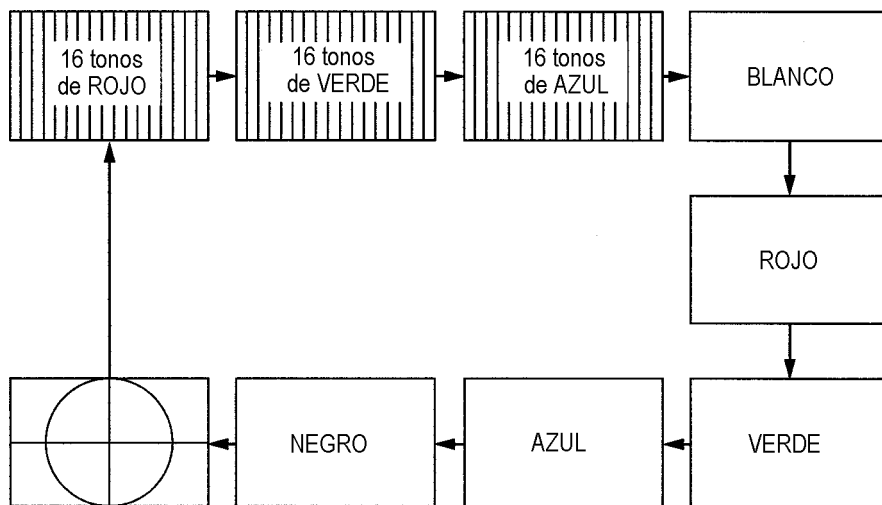 16 tonos
de ROJO
16 tonos
de VERDE
16 tonos
de AZUL
BLANCO
ROJO
VERDE
AZUL
NEGRO